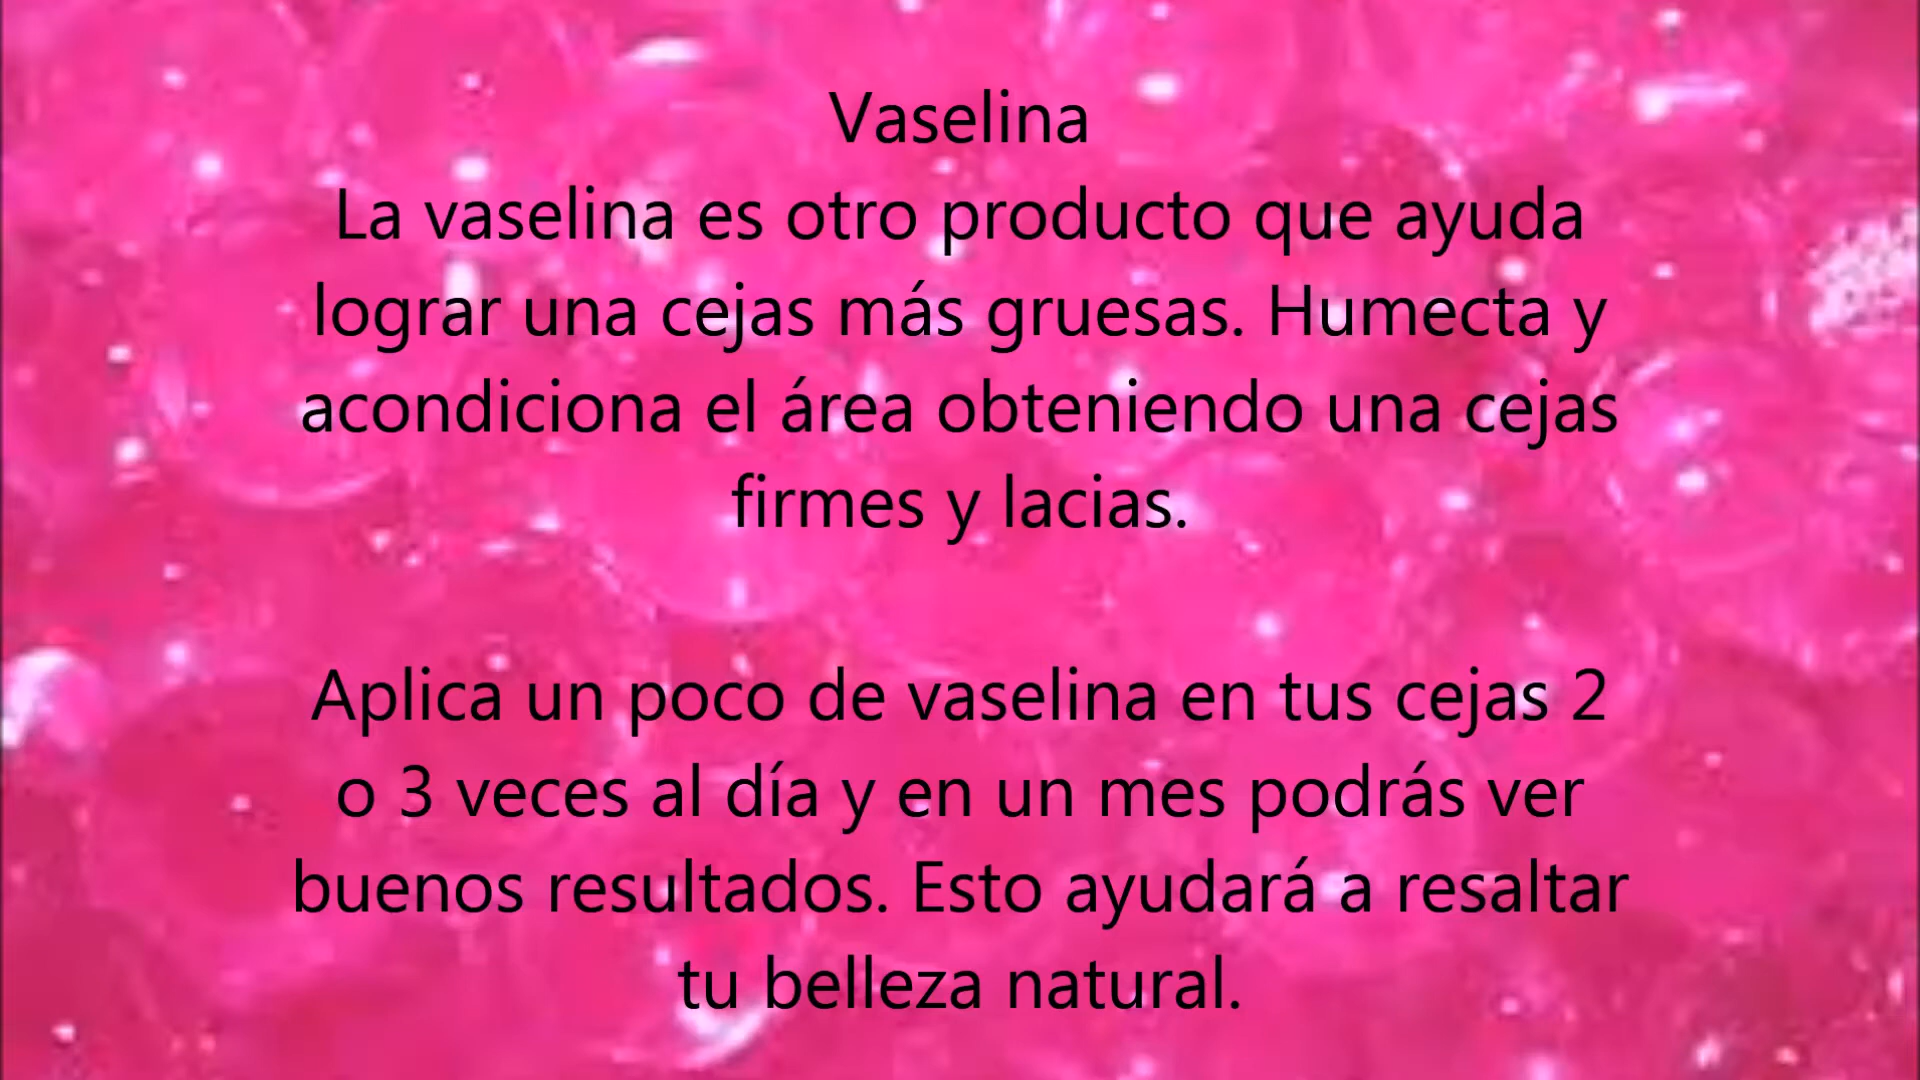 Vaselina
La vaselina es otro producto que ayuda
lograr una cejas más gruesas. Humecta y
acondiciona el área obteniendo una cejas
firmes y lacias.
Aplica un poco de vaselina en tus cejas 2
o 3 veces al día y en un mes podrás ver
buenos resultados. Esto ayudará a resaltar
tu belleza natural.